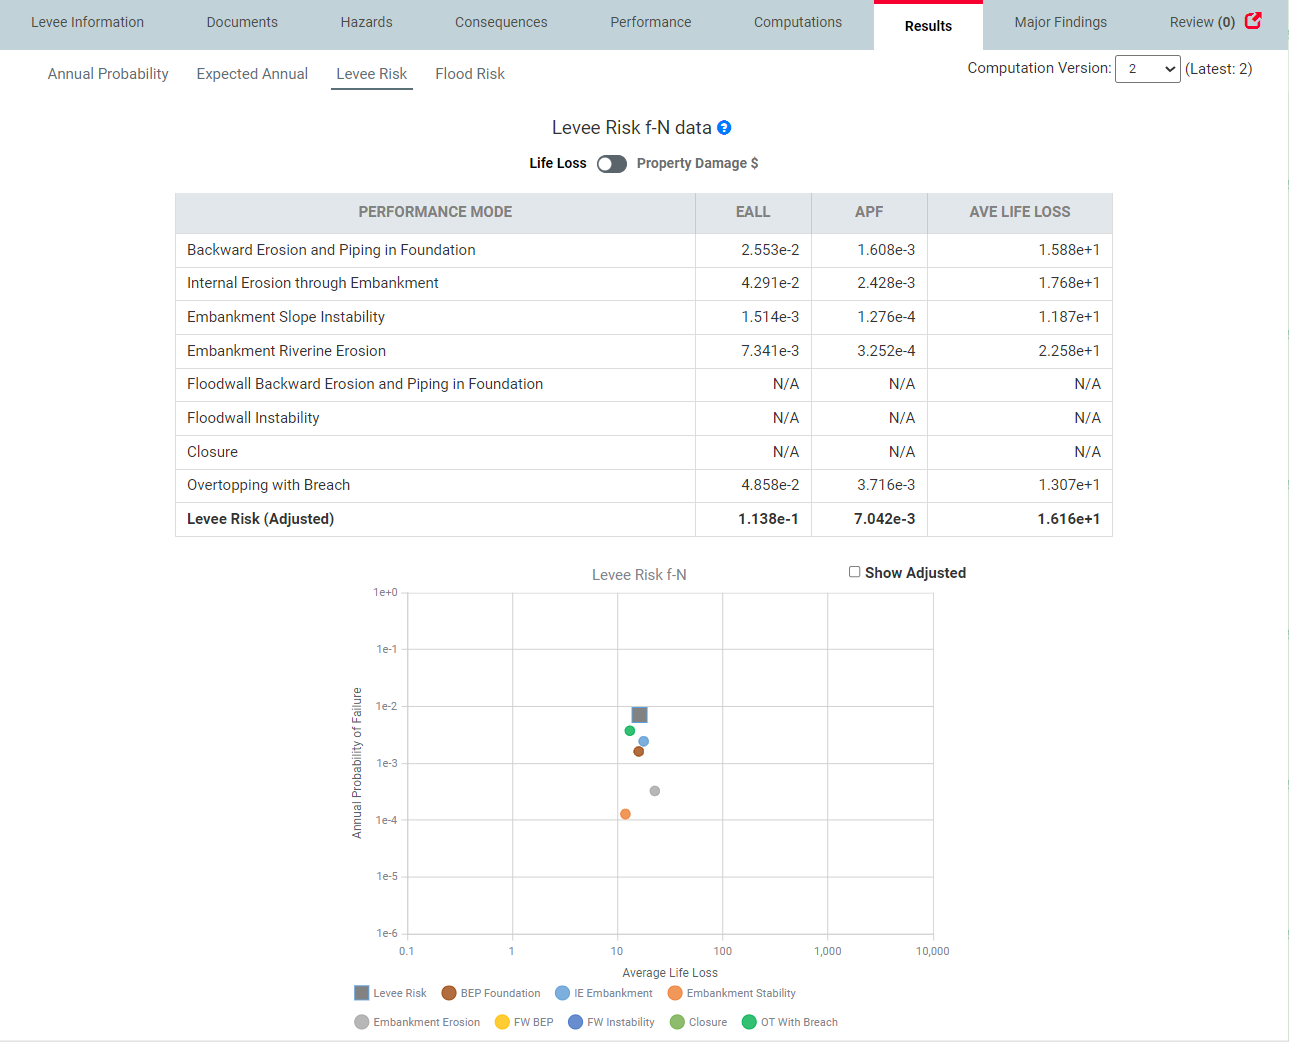 Levee Information Documents Hazards Consequences Performance Computations Results Major Findings Review (0)
Annual Probability Expected Annual Levee Risk Flood Risk Computation Version: 2 (Latest: 2)
Levee Risk f-N data ?
Life Loss Property Damage $
PERFORMANCE MODE EALL APF AVE LIFE LOSS
Backward Erosion and Piping in Foundation 2.553e-2 1.608e-3 1.588e+1
Internal Erosion through Embankment 4.291e-2 2.428e-3 1.768e+1
Embankment Slope Instability 1.514e-3 1.276e-4 1.187e+1
Embankment Riverine Erosion 7.341e-3 3.252e-4 2.258e+1
Floodwall Backward Erosion and Piping in Foundation N/A N/A N/A
Floodwall Instability N/A N/A N/A
Closure N/A N/A N/A
Overtopping with Breach 4.858e-2 3.716e-3 1.307e+1
Levee Risk (Adjusted) 1.138e-1 7.042e-3 1.616e+1
Levee Risk f-N Show Adjusted
Annual Probability of Failure
1e+0
1e-1
1e-2
1e-3
1e-4
1e-5
1e-6
0.1 1 10 100 1,000 10,000
Average Life Loss
Levee Risk BEP Foundation IE Embankment Embankment Stability
Embankment Erosion FW BEP FW Instability Closure OT With Breach